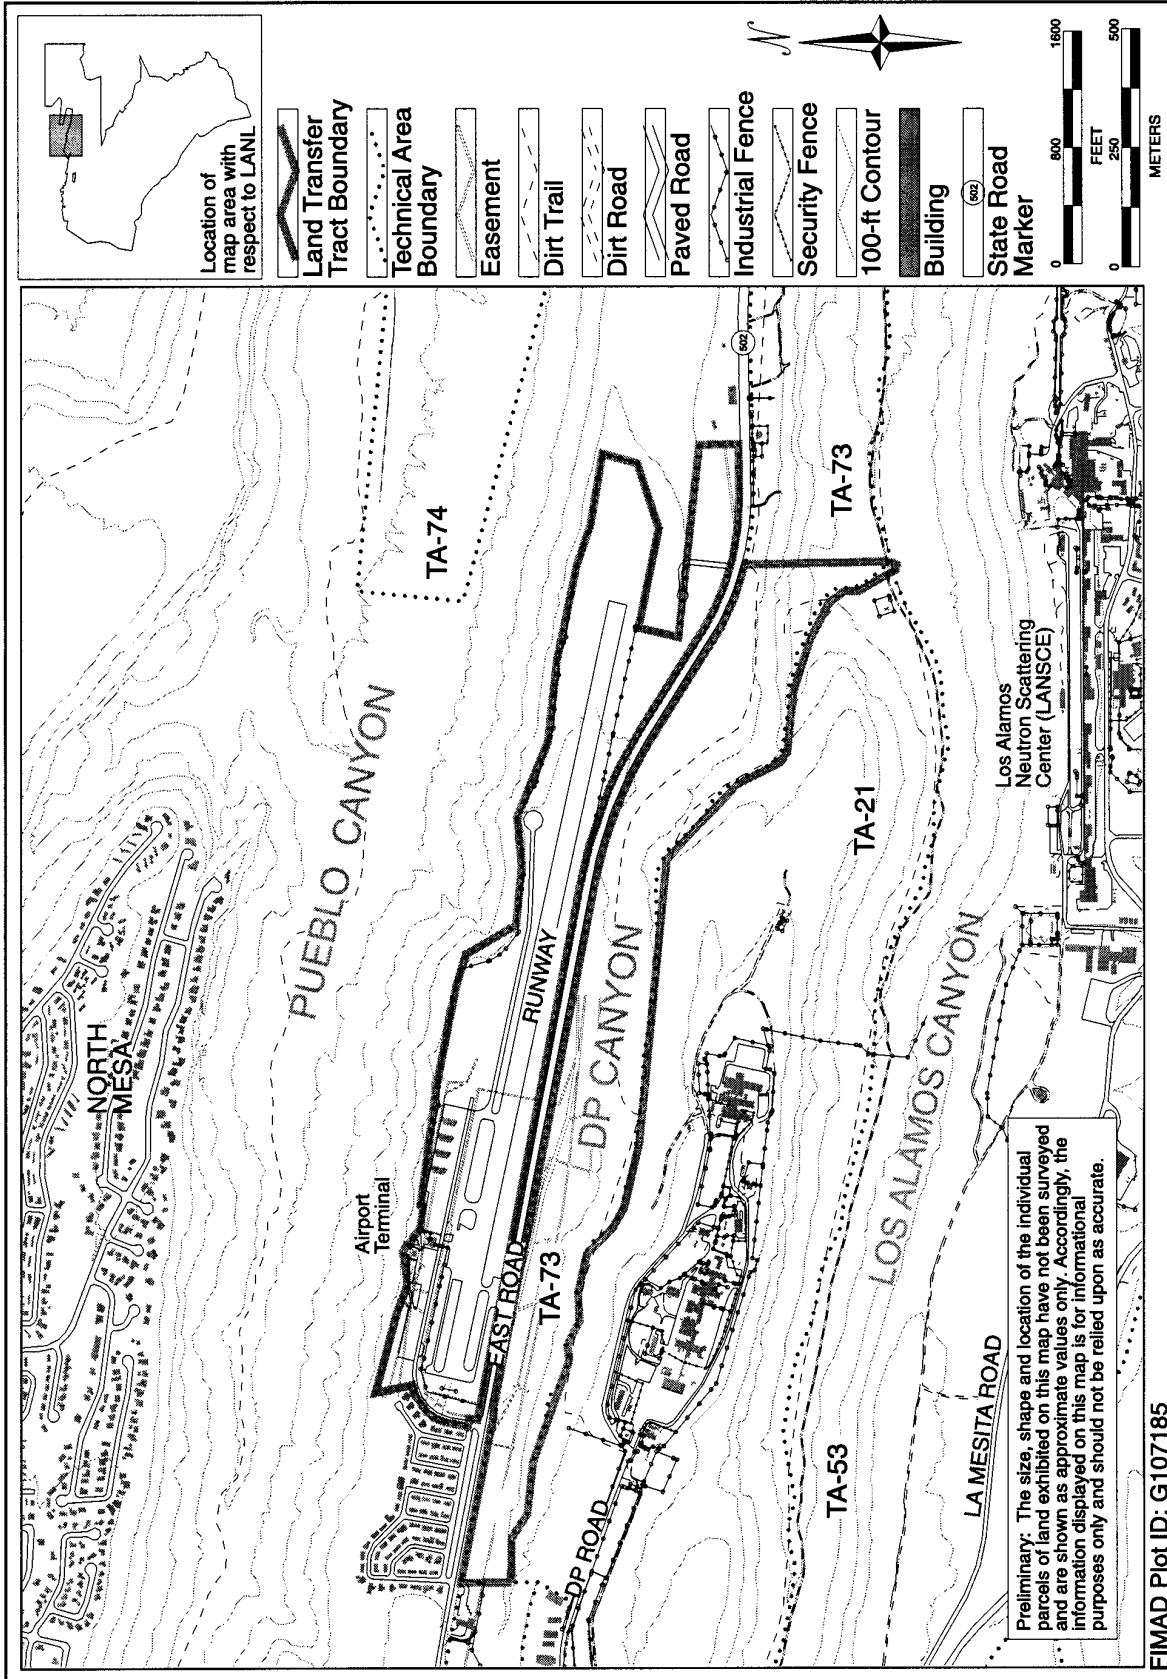 Location of
map area with
respect to LANL
Land Transfer
Tract Boundary
Technical Area
Boundary
Easement
Dirt Trail
Dirt Road
Paved Road
Industrial Fence
Security Fence
100-ft Contour
Building
502
State Road
Marker
N
0 800 1600
FEET
0 250 500
METERS
NORTH
MESA
PUEBLO CANYON
TA-74
Airport
Terminal
RUNWAY
EAST ROAD
502
TA-73
DP CANYON
TA-73
DP ROAD
TA-21
LOS ALAMOS CANYON
TA-53
LA MESITA ROAD
Los Alamos
Neutron Scattering
Center (LANSCE)
Preliminary: The size, shape and location of the individual
parcels of land exhibited on this map have not been surveyed
and are shown as approximate values only. Accordingly, the
information displayed on this map is for informational
purposes only and should not be relied upon as accurate.
FIMAD Plot ID: G107185